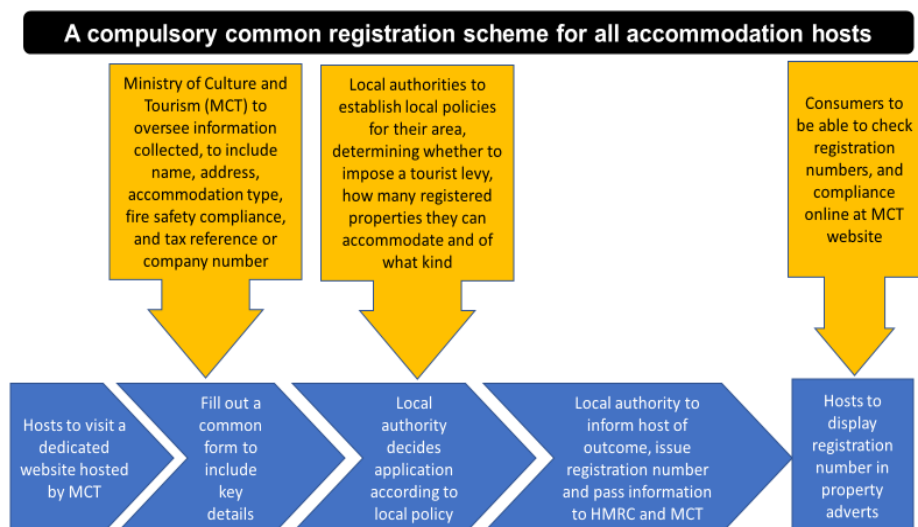 A compulsory common registration scheme for all accommodation hosts
Ministry of Culture and
Tourism (MCT) to
oversee information
collected, to include
name, address,
accommodation type,
fire safety compliance,
and tax reference or
company number
Local authorities to
establish local policies
for their area,
determining whether to
impose a tourist levy,
how many registered
properties they can
accommodate and of
what kind
Consumers to
be able to check
registration
numbers, and
compliance
online at MCT
website
Hosts to visit a
dedicated
website hosted
by MCT
Fill out a
common
form to
include
key
details
Local
authority
decides
application
according to
local policy
Local authority to
inform host of
outcome, issue
registration number
and pass information
to HMRC and MCT
Hosts to
display
registration
number in
property
adverts